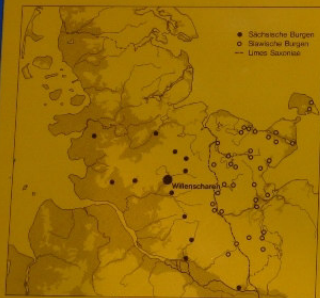 Sächsische Burgen
Slawische Burgen
Limes Saxoniae
Willenscharen